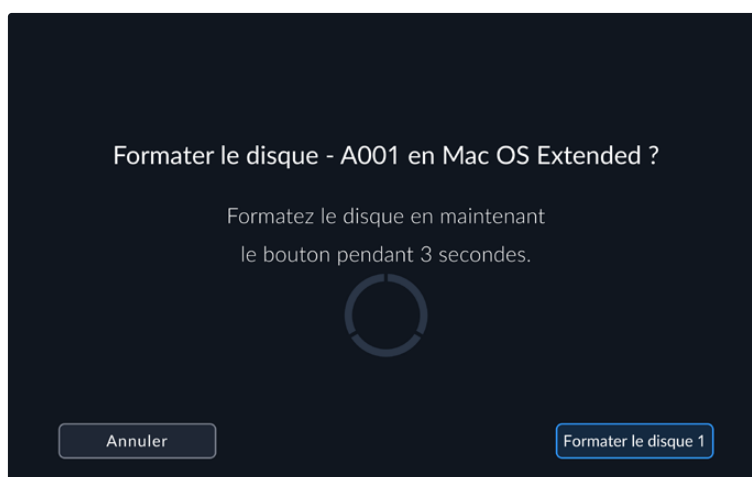 Formater le disque - A001 en Mac OS Extended ?
Formatez le disque en maintenant
le bouton pendant 3 secondes.
Annuler
Formater le disque 1